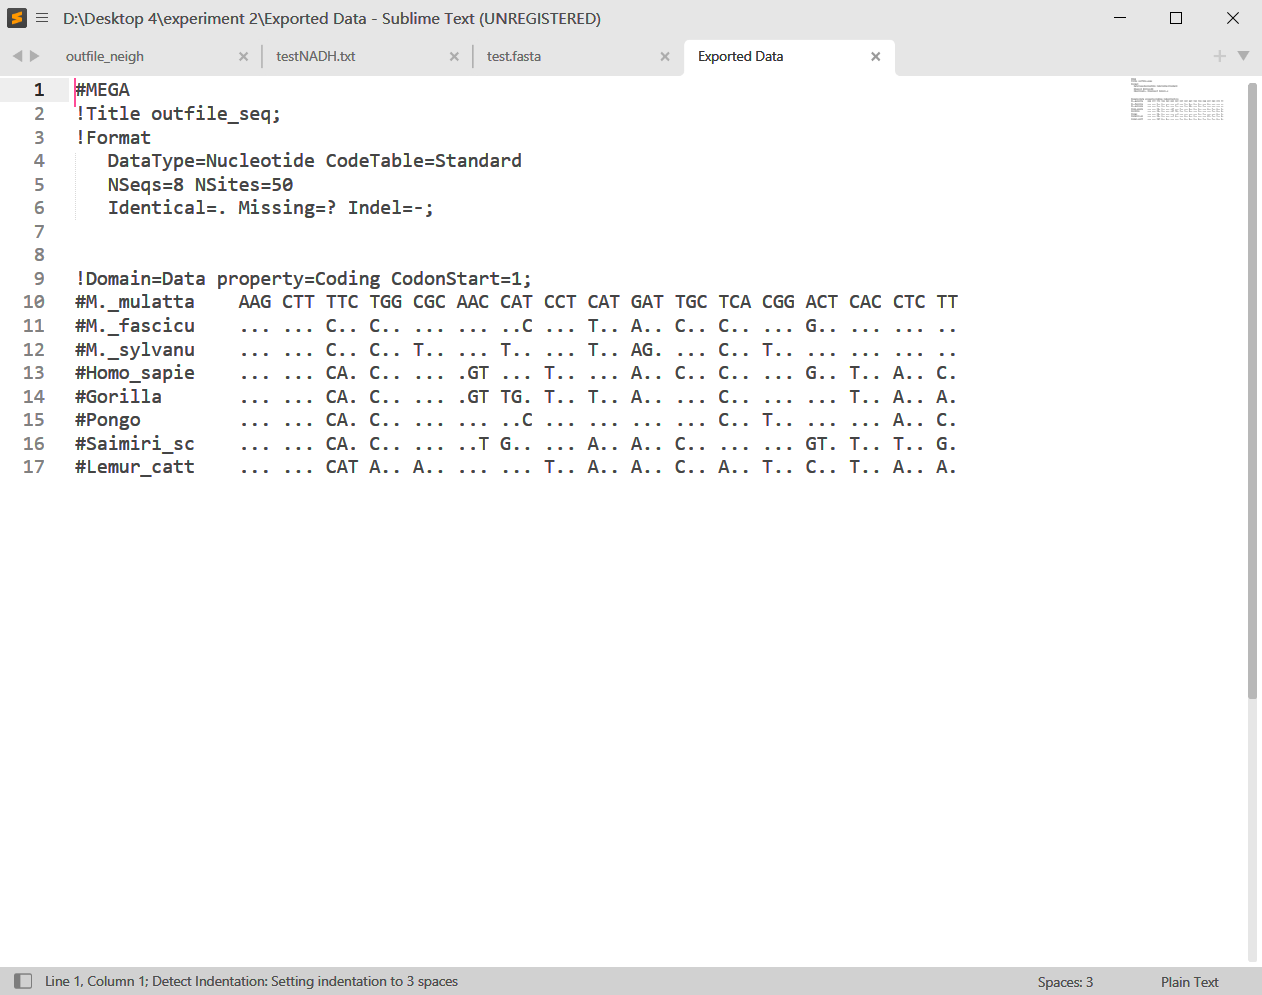 D:\Desktop 4\experiment 2\Exported Data - Sublime Text (UNREGISTERED)
outfile_neigh testNADH.txt test.fasta Exported Data
1 #MEGA
2 !Title outfile_seq;
3 !Format
4    DataType=Nucleotide CodeTable=Standard
5    NSeqs=8 NSites=50
6    Identical=. Missing=? Indel=-;
7
8
9 !Domain=Data property=Coding CodonStart=1;
10 #M._mulatta    AAG CTT TTC TGG CGC AAC CAT CCT CAT GAT TGC TCA CGG ACT CAC CTC TT
11 #M._fascicu    ... ... C.. C.. ... ... ..C ... T.. A.. C.. C.. ... G.. ... ... ..
12 #M._sylvanu    ... ... C.. C.. T.. ... T.. ... T.. AG. ... C.. T.. ... ... ... ..
13 #Homo_sapie    ... ... CA. C.. ... .GT ... T.. ... A.. C.. C.. ... G.. T.. A.. C.
14 #Gorilla       ... ... CA. C.. ... .GT TG. T.. T.. A.. ... C.. ... ... T.. A.. A.
15 #Pongo         ... ... CA. C.. ... ... ..C ... ... ... ... C.. T.. ... ... A.. C.
16 #Saimiri_sc    ... ... CA. C.. ... ..T G.. ... A.. A.. C.. ... ... GT. T.. T.. G.
17 #Lemur_catt    ... ... CAT A.. A.. ... ... T.. A.. A.. C.. A.. T.. C.. T.. A.. A.
Line 1, Column 1; Detect Indentation: Setting indentation to 3 spaces Spaces: 3 Plain Text